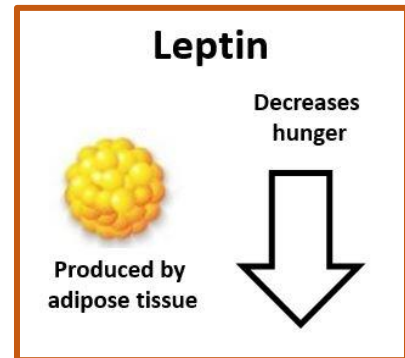 Leptin
Decreases
hunger
Produced by
adipose tissue